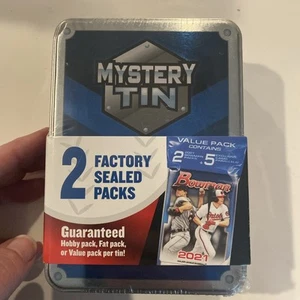 MYSTERY
TIN
2
FACTORY
SEALED
PACKS
Guaranteed
Hobby pack, Fat pack,
or Value pack per tin!
VALUE PACK
CONTAINS
2
5
Bowman
2021